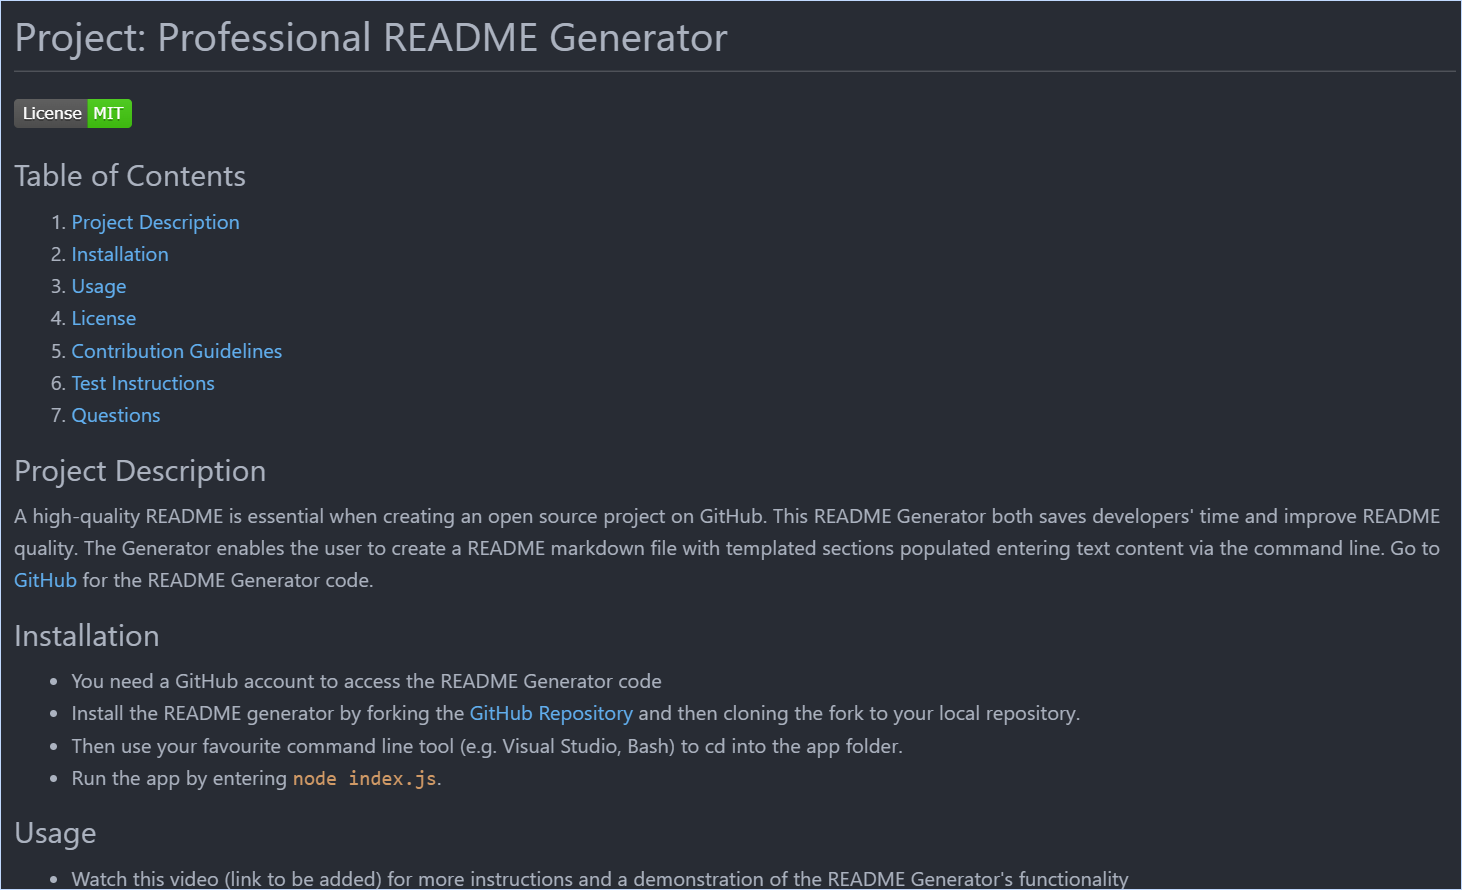 Project: Professional README Generator
License MIT
Table of Contents
1. Project Description
2. Installation
3. Usage
4. License
5. Contribution Guidelines
6. Test Instructions
7. Questions
Project Description
A high-quality README is essential when creating an open source project on GitHub. This README Generator both saves developers' time and improve README
quality. The Generator enables the user to create a README markdown file with templated sections populated entering text content via the command line. Go to
GitHub for the README Generator code.
Installation
• You need a GitHub account to access the README Generator code
• Install the README generator by forking the GitHub Repository and then cloning the fork to your local repository.
• Then use your favourite command line tool (e.g. Visual Studio, Bash) to cd into the app folder.
• Run the app by entering node index.js.
Usage
• Watch this video (link to be added) for more instructions and a demonstration of the README Generator's functionality